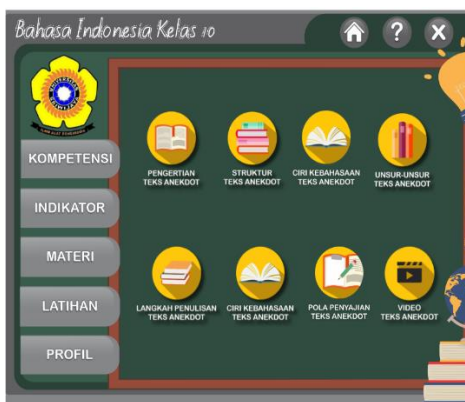 Bahasa Indonesia Kelas 10
?
X
KOMPETENSI
INDIKATOR
MATERI
LATIHAN
PROFIL
PENGERTIAN
TEKS ANEKDOT
STRUKTUR
TEKS ANEKDOT
CIRI KEBAHASAAN
TEKS ANEKDOT
UNSUR-UNSUR
TEKS ANEKDOT
LANGKAH PENULISAN
TEKS ANEKDOT
CIRI KEBAHASAAN
TEKS ANEKDOT
POLA PENYAJIAN
TEKS ANEKDOT
VIDEO
TEKS ANEKDOT